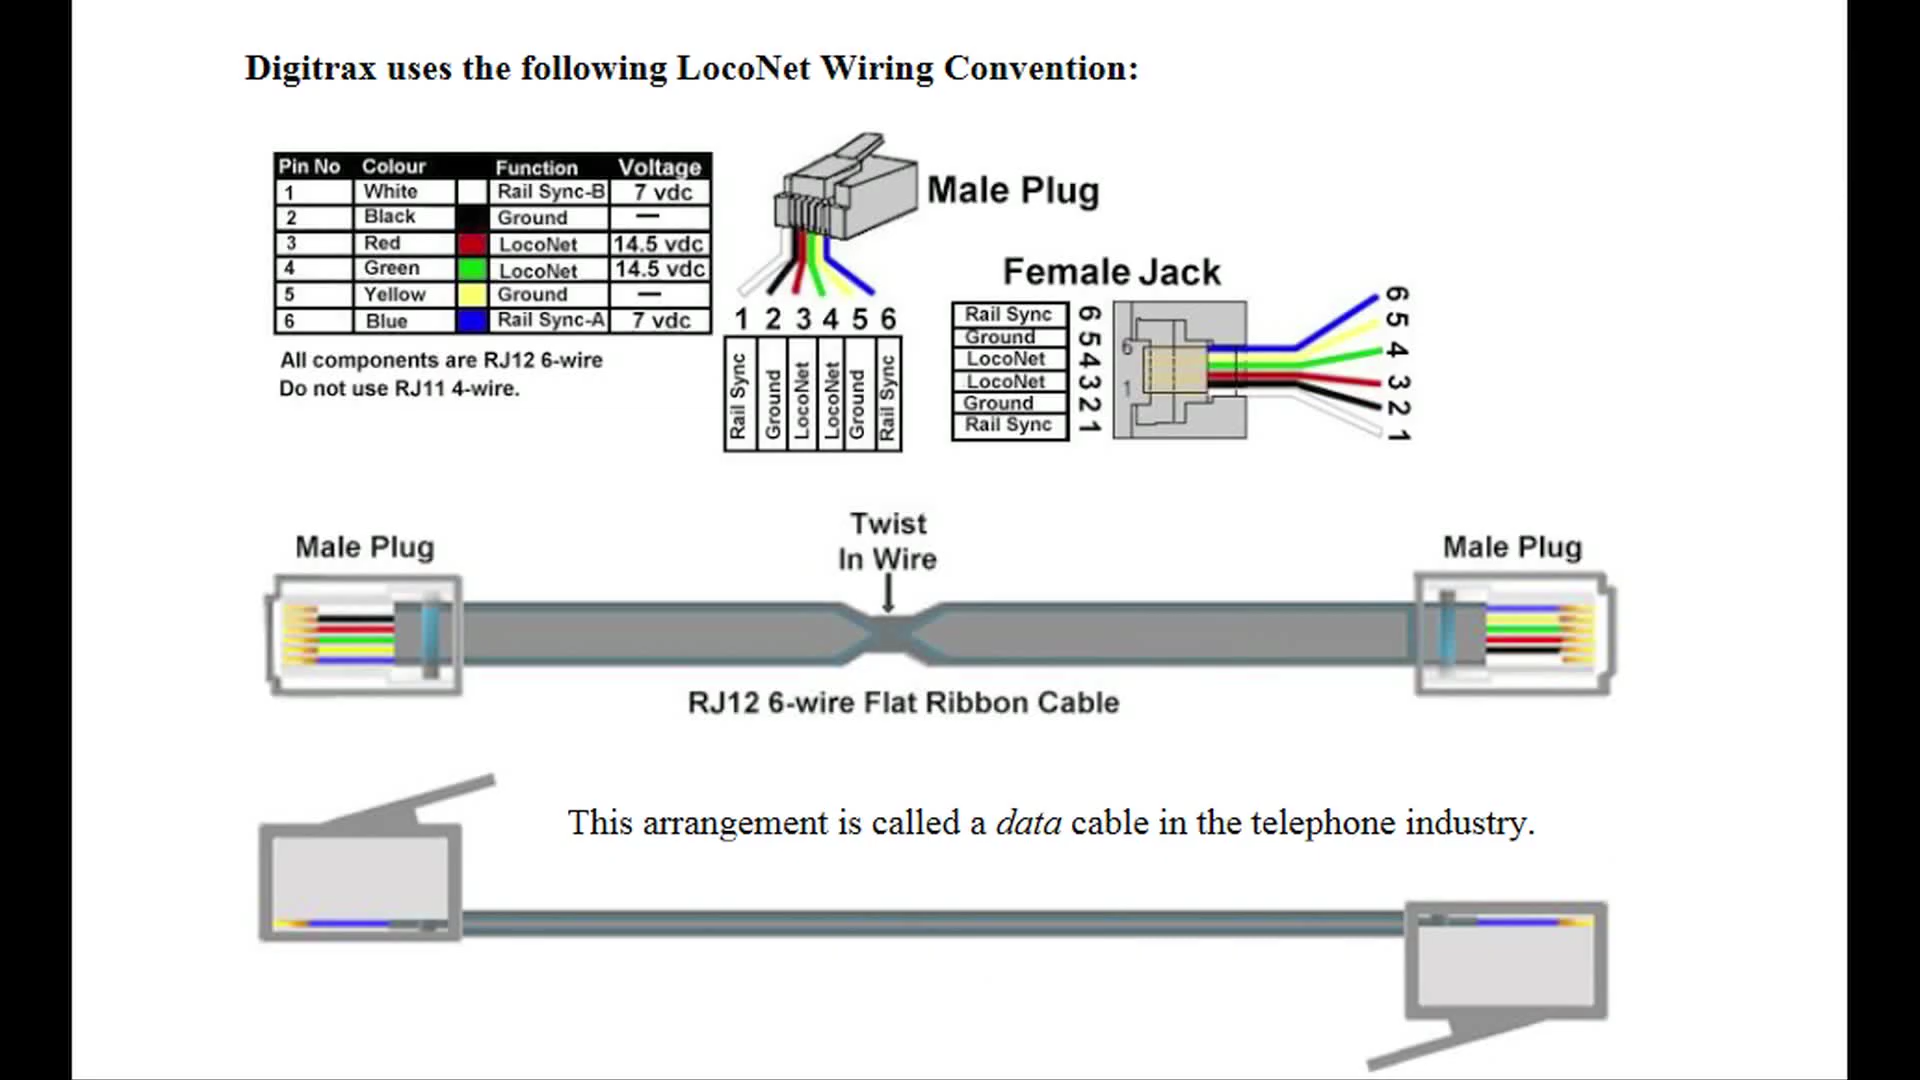 Digitrax uses the following LocoNet Wiring Convention:
Pin No Colour Function Voltage
1 White Rail Sync-B 7 vdc
2 Black Ground —
3 Red LocoNet 14.5 vdc
4 Green LocoNet 14.5 vdc
5 Yellow Ground —
6 Blue Rail Sync-A 7 vdc
All components are RJ12 6-wire
Do not use RJ11 4-wire.
Male Plug
1 2 3 4 5 6
Rail Sync
Ground
LocoNet
LocoNet
Ground
Rail Sync
Female Jack
Rail Sync 6
Ground 5
LocoNet 4
LocoNet 3
Ground 2
Rail Sync 1
6
1
6
5
4
3
2
1
Twist
In Wire
Male Plug
Male Plug
RJ12 6-wire Flat Ribbon Cable
This arrangement is called a data cable in the telephone industry.